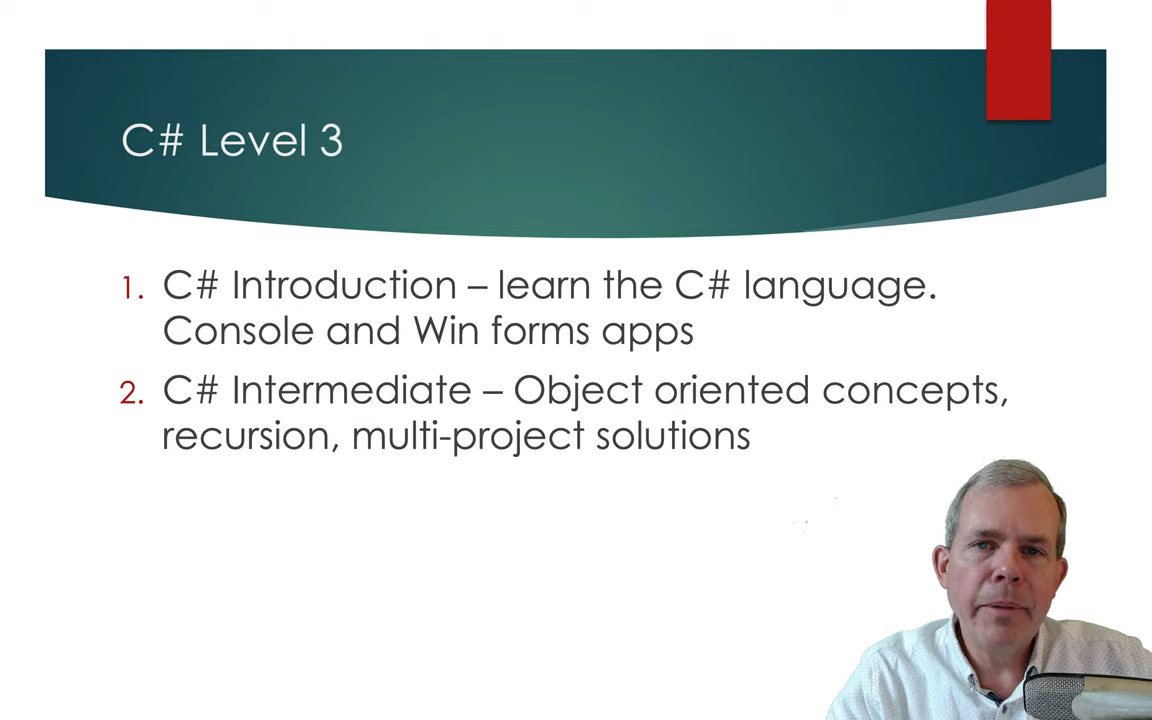 C# Level 3
1. C# Introduction – learn the C# language.
Console and Win forms apps
2. C# Intermediate – Object oriented concepts,
recursion, multi-project solutions